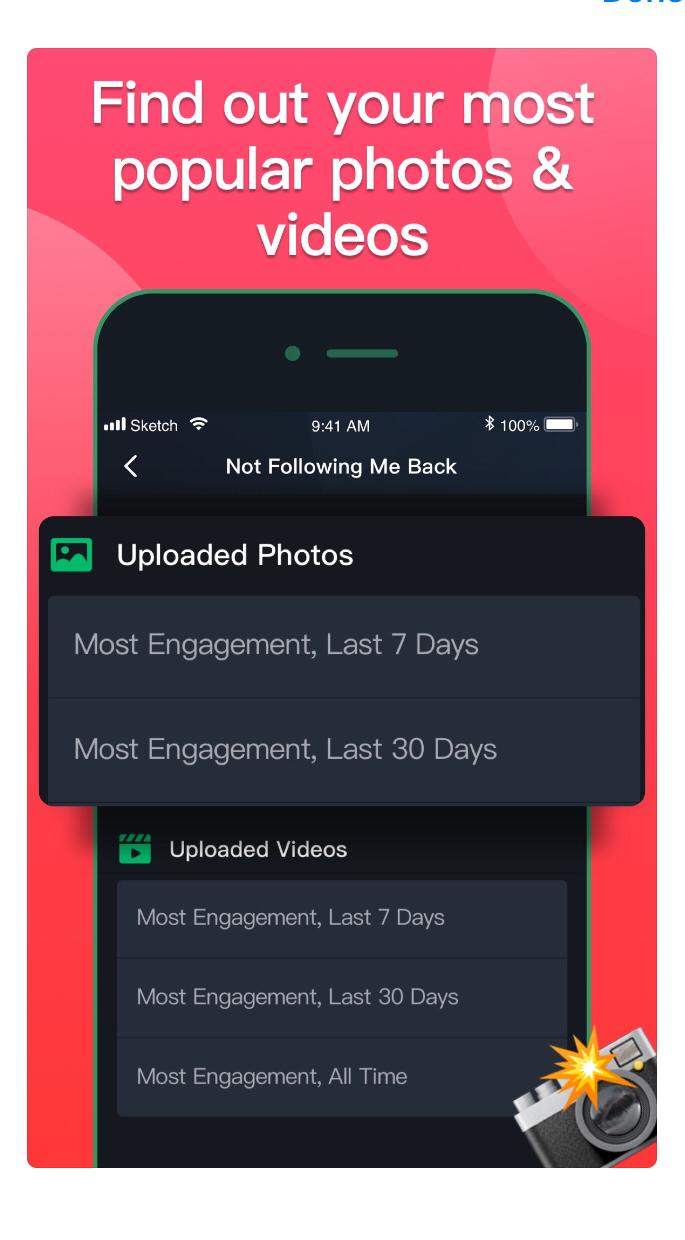 Find out your most
popular photos &
videos
Sketch 9:41 AM 100%
Not Following Me Back
Uploaded Photos
Most Engagement, Last 7 Days
Most Engagement, Last 30 Days
Uploaded Videos
Most Engagement, Last 7 Days
Most Engagement, Last 30 Days
Most Engagement, All Time